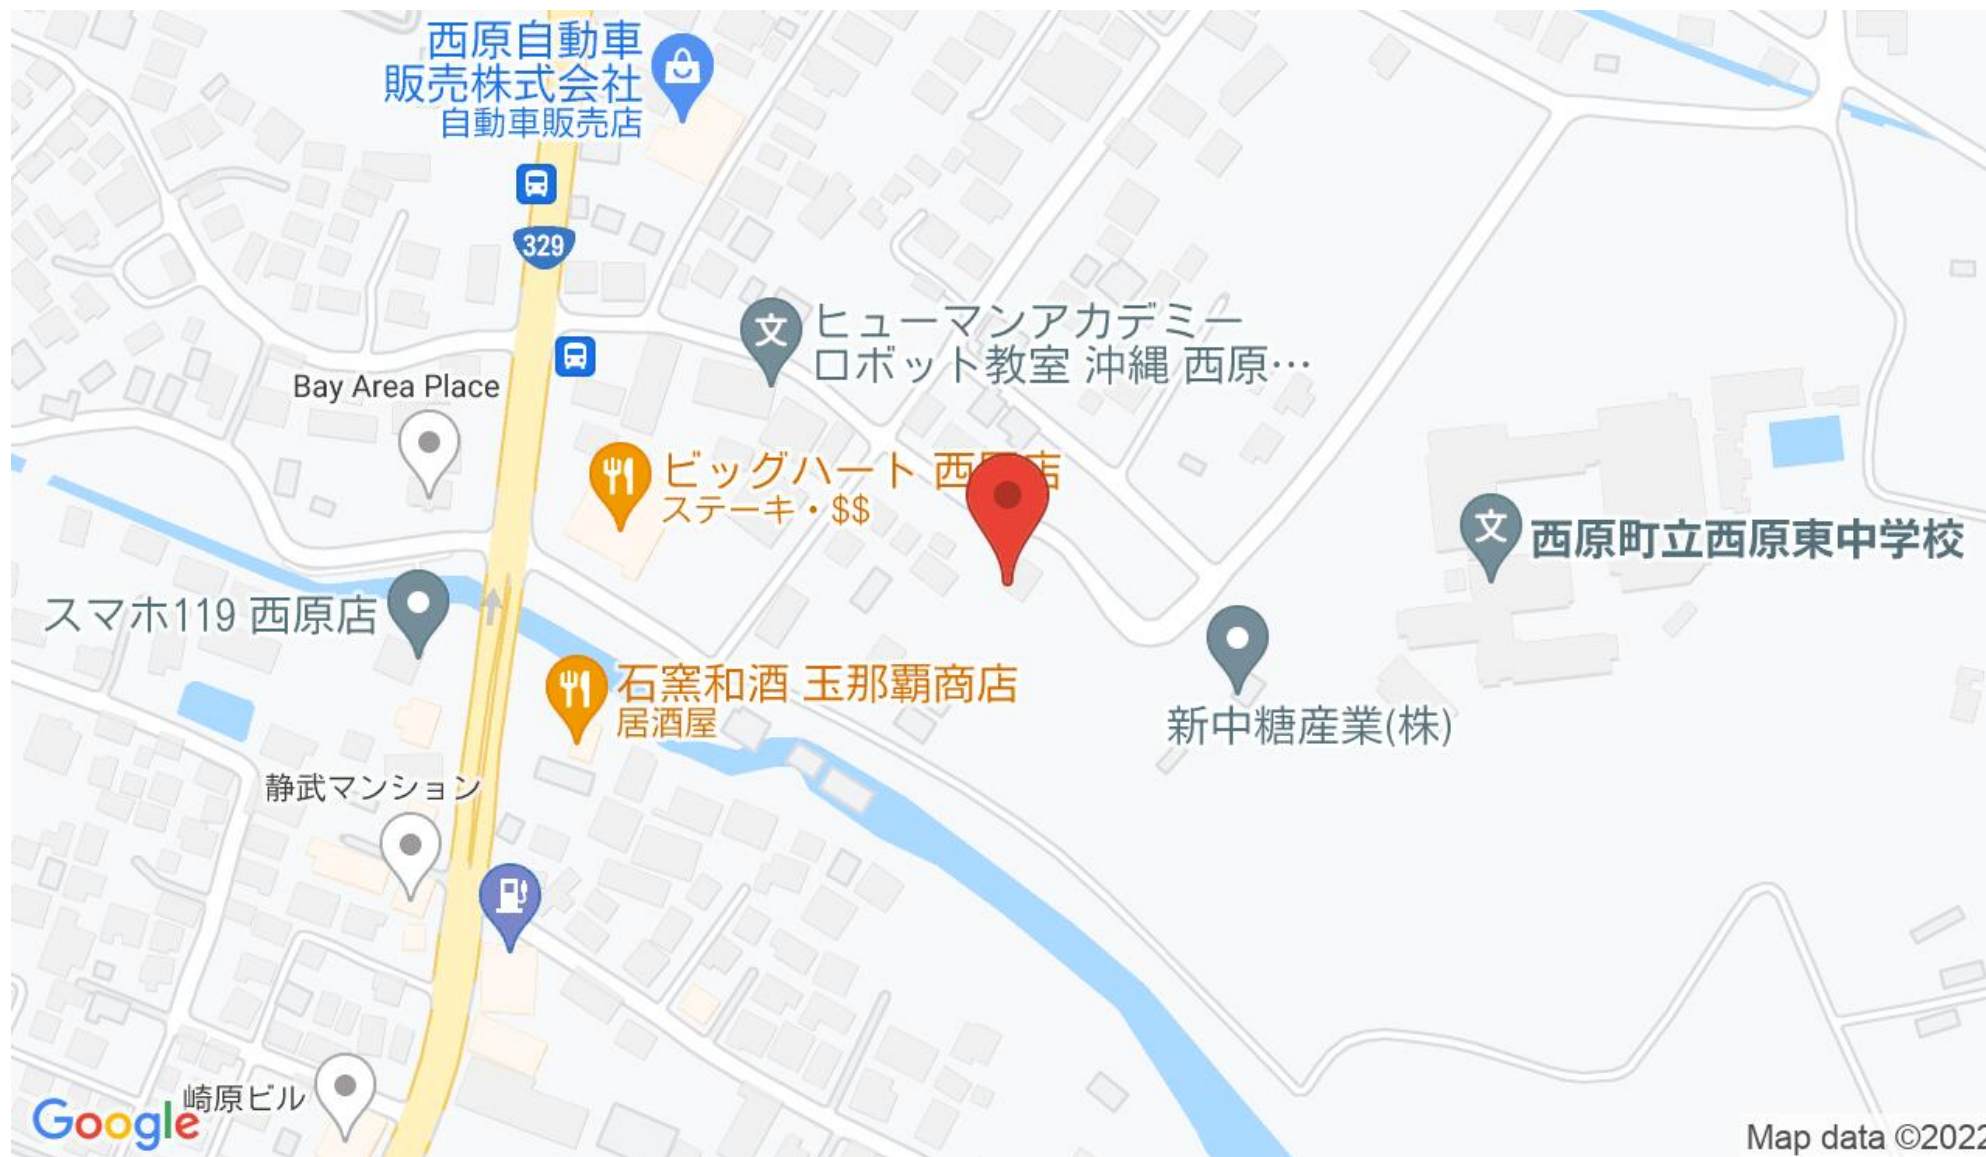 西原自動車
販売株式会社
自動車販売店
329
文
ヒューマンアカデミー
ロボット教室 沖縄 西原…
Bay Area Place
ビッグハート 西原店
ステーキ・$$
文
西原町立西原東中学校
スマホ119 西原店
石窯和酒 玉那覇商店
居酒屋
新中糖産業(株)
静武マンション
崎原ビル
Google
Map data ©2022